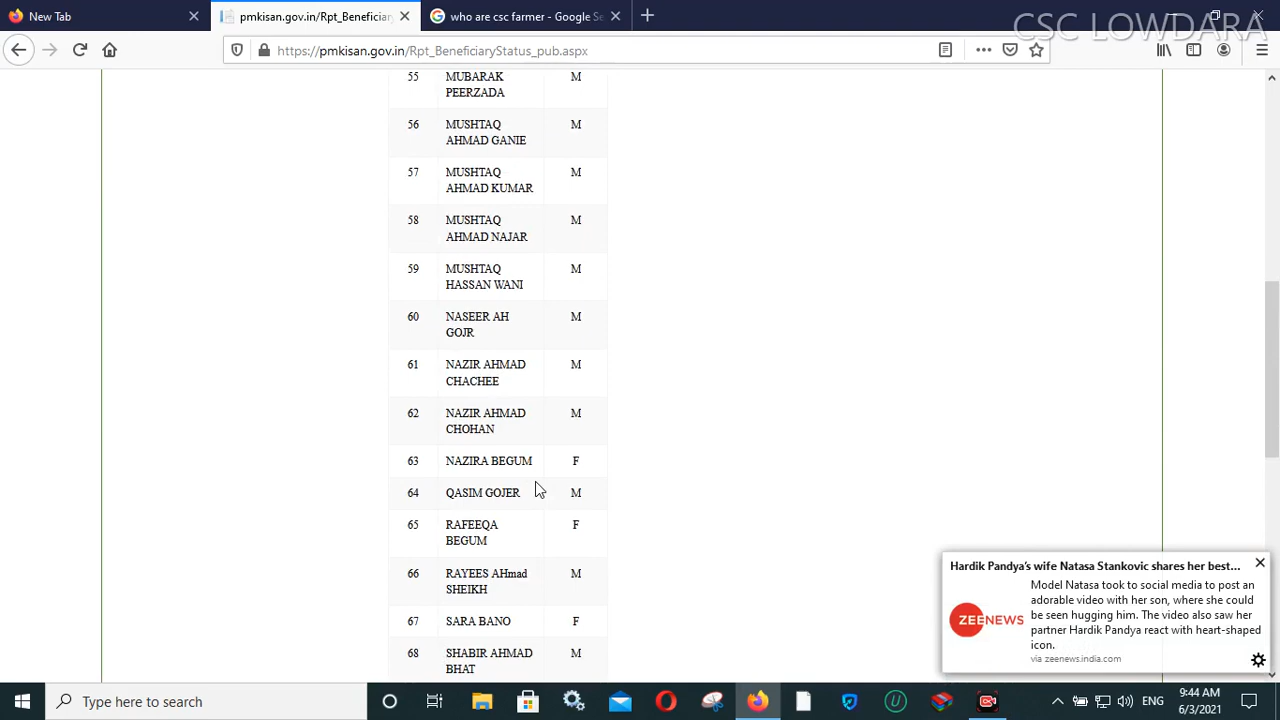 New Tab
pmkisan.gov.in/Rpt_Beneficiary
who are csc farmer - Google Se
CSC LOWDARA
https://pmkisan.gov.in/Rpt_BeneficiaryStatus_pub.aspx
55 MUBARAK M
PEERZADA
56 MUSHTAQ M
AHMAD GANIE
57 MUSHTAQ M
AHMAD KUMAR
58 MUSHTAQ M
AHMAD NAJAR
59 MUSHTAQ M
HASSAN WANI
60 NASEER AH M
GOJR
61 NAZIR AHMAD M
CHACHEE
62 NAZIR AHMAD M
CHOHAN
63 NAZIRA BEGUM F
64 QASIM GOJER M
65 RAFEEQA F
BEGUM
66 RAYEES AHmad M
SHEIKH
67 SARA BANO F
68 SHABIR AHMAD M
BHAT
Hardik Pandya's wife Natasa Stankovic shares her best...
ZEENEWS
Model Natasa took to social media to post an
adorable video with her son, where she could
be seen hugging him. The video also saw her
partner Hardik Pandya react with heart-shaped
icon.
via zeenews.india.com
Type here to search
ENG
9:44 AM
6/3/2021